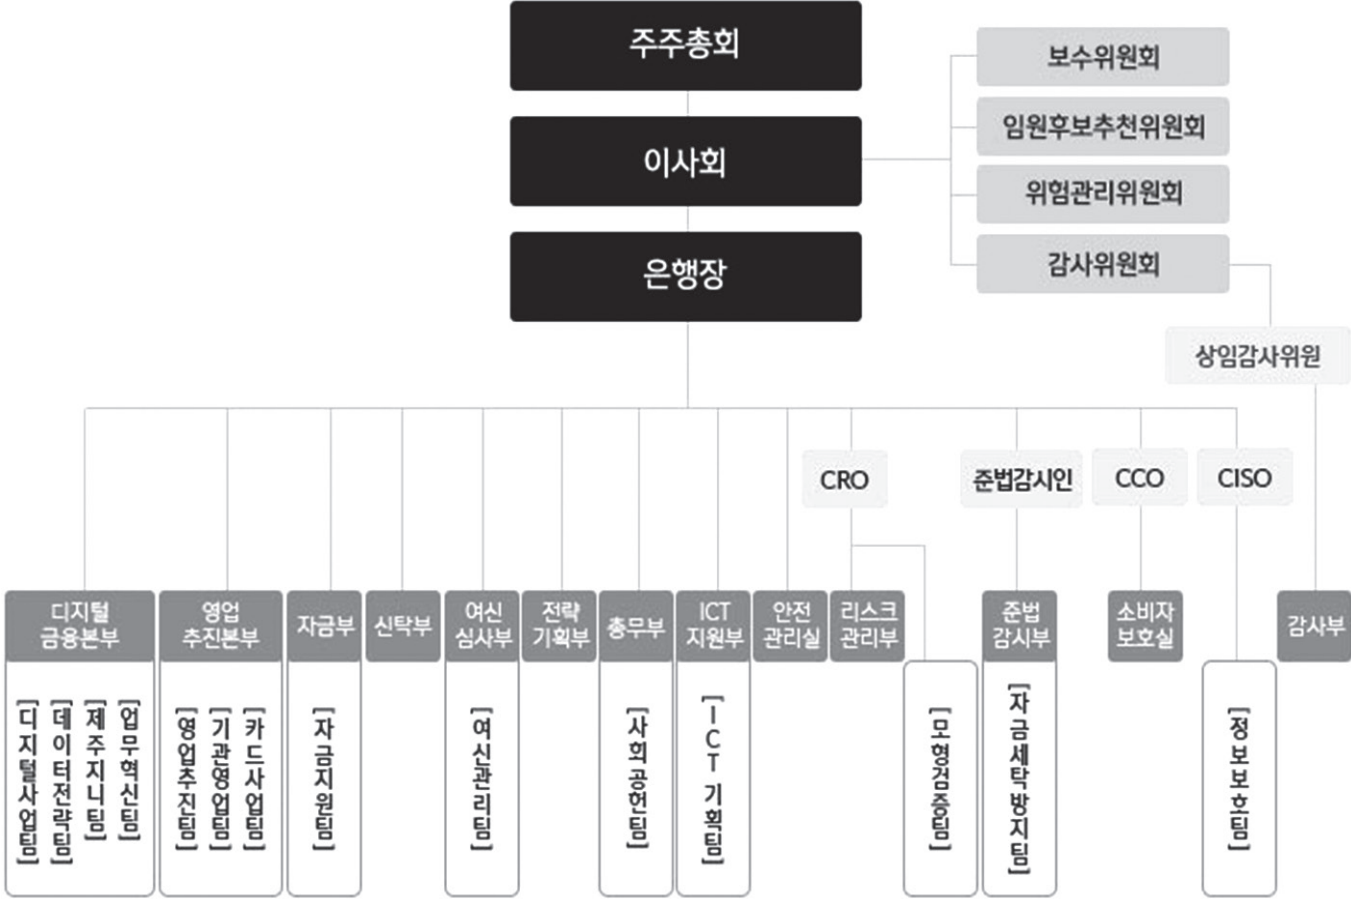 주주총회
이사회
은행장
보수위원회
임원후보추천위원회
위험관리위원회
감사위원회
상임감사위원
CRO
준법감시인
CCO
CISO
디지털
금융본부
영업
추진본부
자금부
신탁부
여신
심사부
전략
기획부
총무부
ICT
지원부
안전
관리실
리스크
관리부
준법
감시부
소비자
보호실
감사부
[디지털사업팀]
[데이터전략팀]
[제주지니팀]
[업무혁신팀]
[영업추진팀]
[기관영업팀]
[카드사업팀]
[자금지원팀]
[여신관리팀]
[사회공헌팀]
[ICT 기획팀]
[모형검증팀]
[자금세탁방지팀]
[정보보호팀]